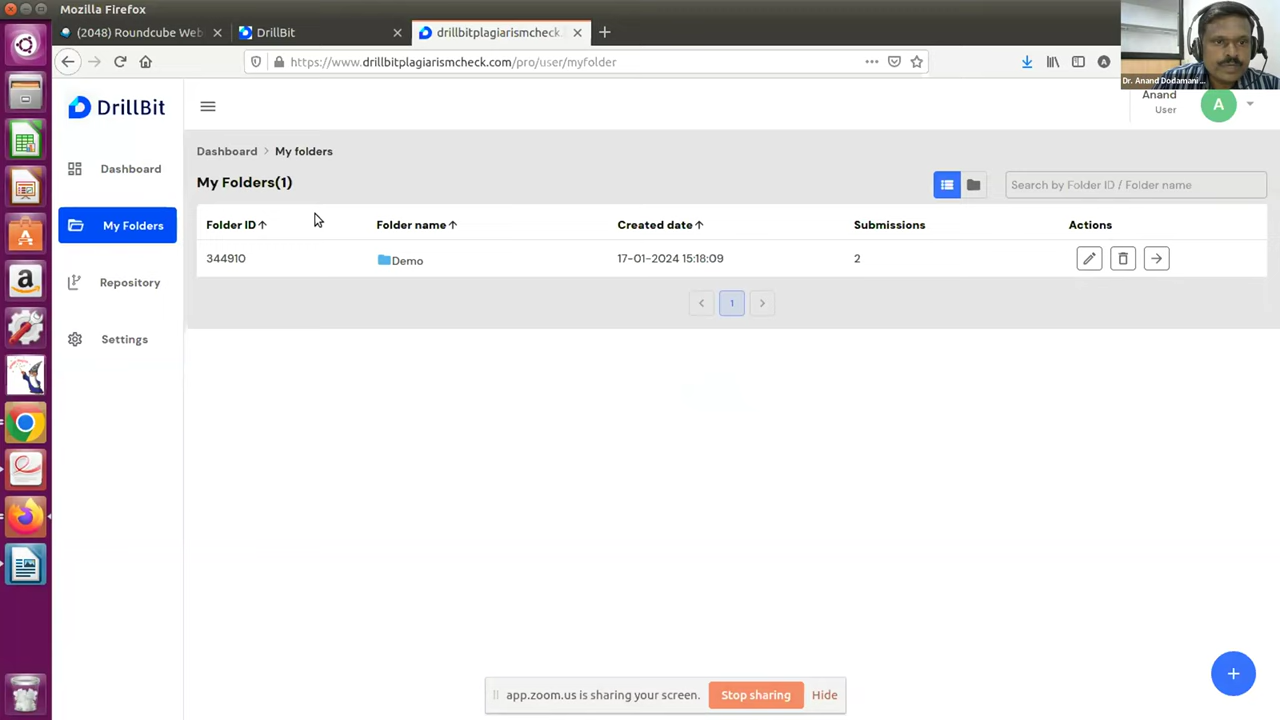 Mozilla Firefox
(2048) Roundcube Web
DrillBit
drillbitplagiarismcheck.
https://www.drillbitplagiarismcheck.com/pro/user/myfolder
Dr. Anand Dodamani ...
DrillBit
Anand
User
A
Dashboard
My Folders
Repository
Settings
Dashboard > My folders
My Folders(1)
Search by Folder ID / Folder name
Folder ID↑ Folder name↑ Created date↑ Submissions Actions
344910 Demo 17-01-2024 15:18:09 2
1
app.zoom.us is sharing your screen. Stop sharing Hide